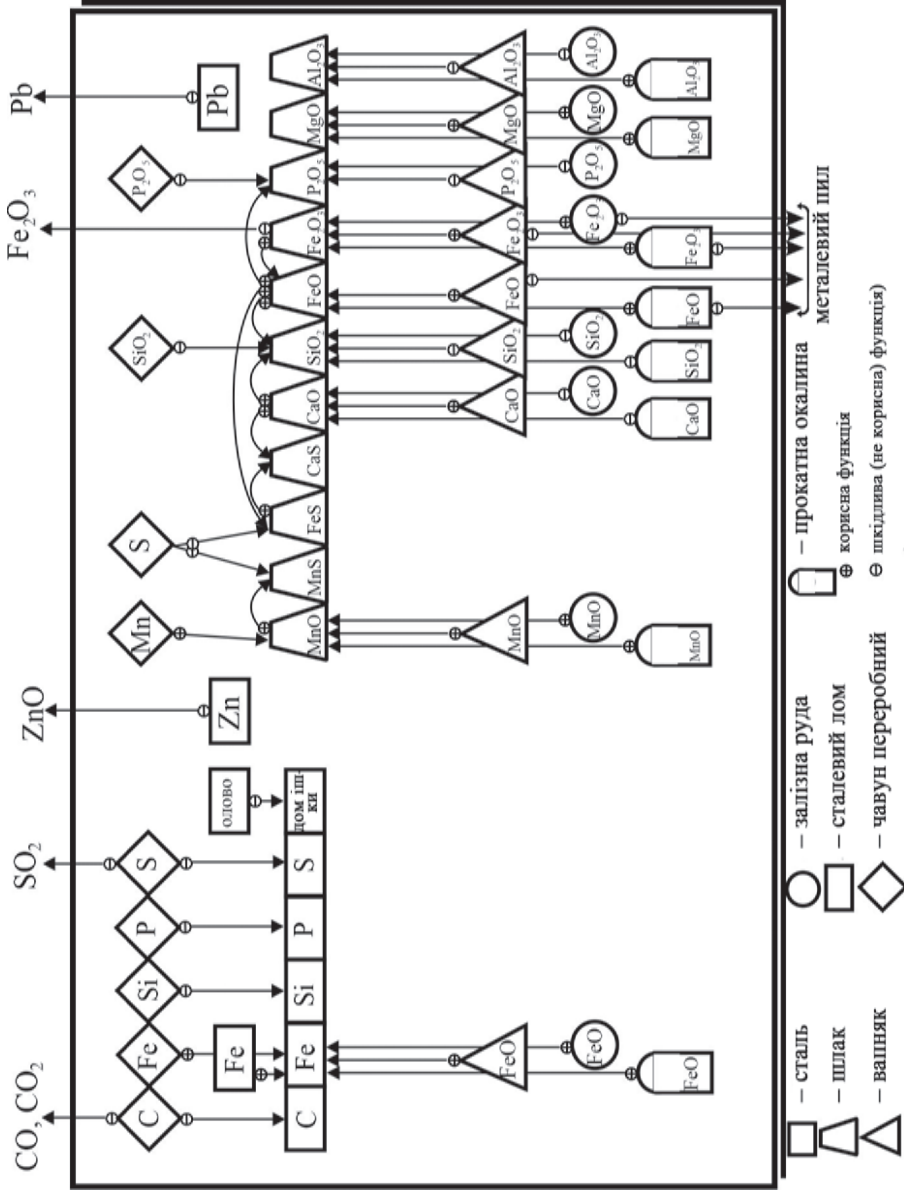 CO, CO₂ SO₂ ZnO Fe₂O₃ Pb
C Fe Si P S Mn S SiO₂ P₂O₅
Fe олово Zn Pb
C Fe Si P S дом іш-
ки
MnO MnS FeS CaS CaO SiO₂ FeO Fe₂O₃ P₂O₅ MgO Al₂O₃
FeO MnO CaO SiO₂ FeO Fe₂O₃ P₂O₅ MgO Al₂O₃
FeO MnO CaO SiO₂ Fe₂O₃ P₂O₅ MgO Al₂O₃
FeO MnO CaO SiO₂ FeO Fe₂O₃ MgO Al₂O₃
металевий пил
– сталь
– шлак
– вапняк
– залізна руда
– сталевий лом
– чавун переробний
– прокатна окалина
⊕ корисна функція
⊖ шкідлива (не корисна) функція